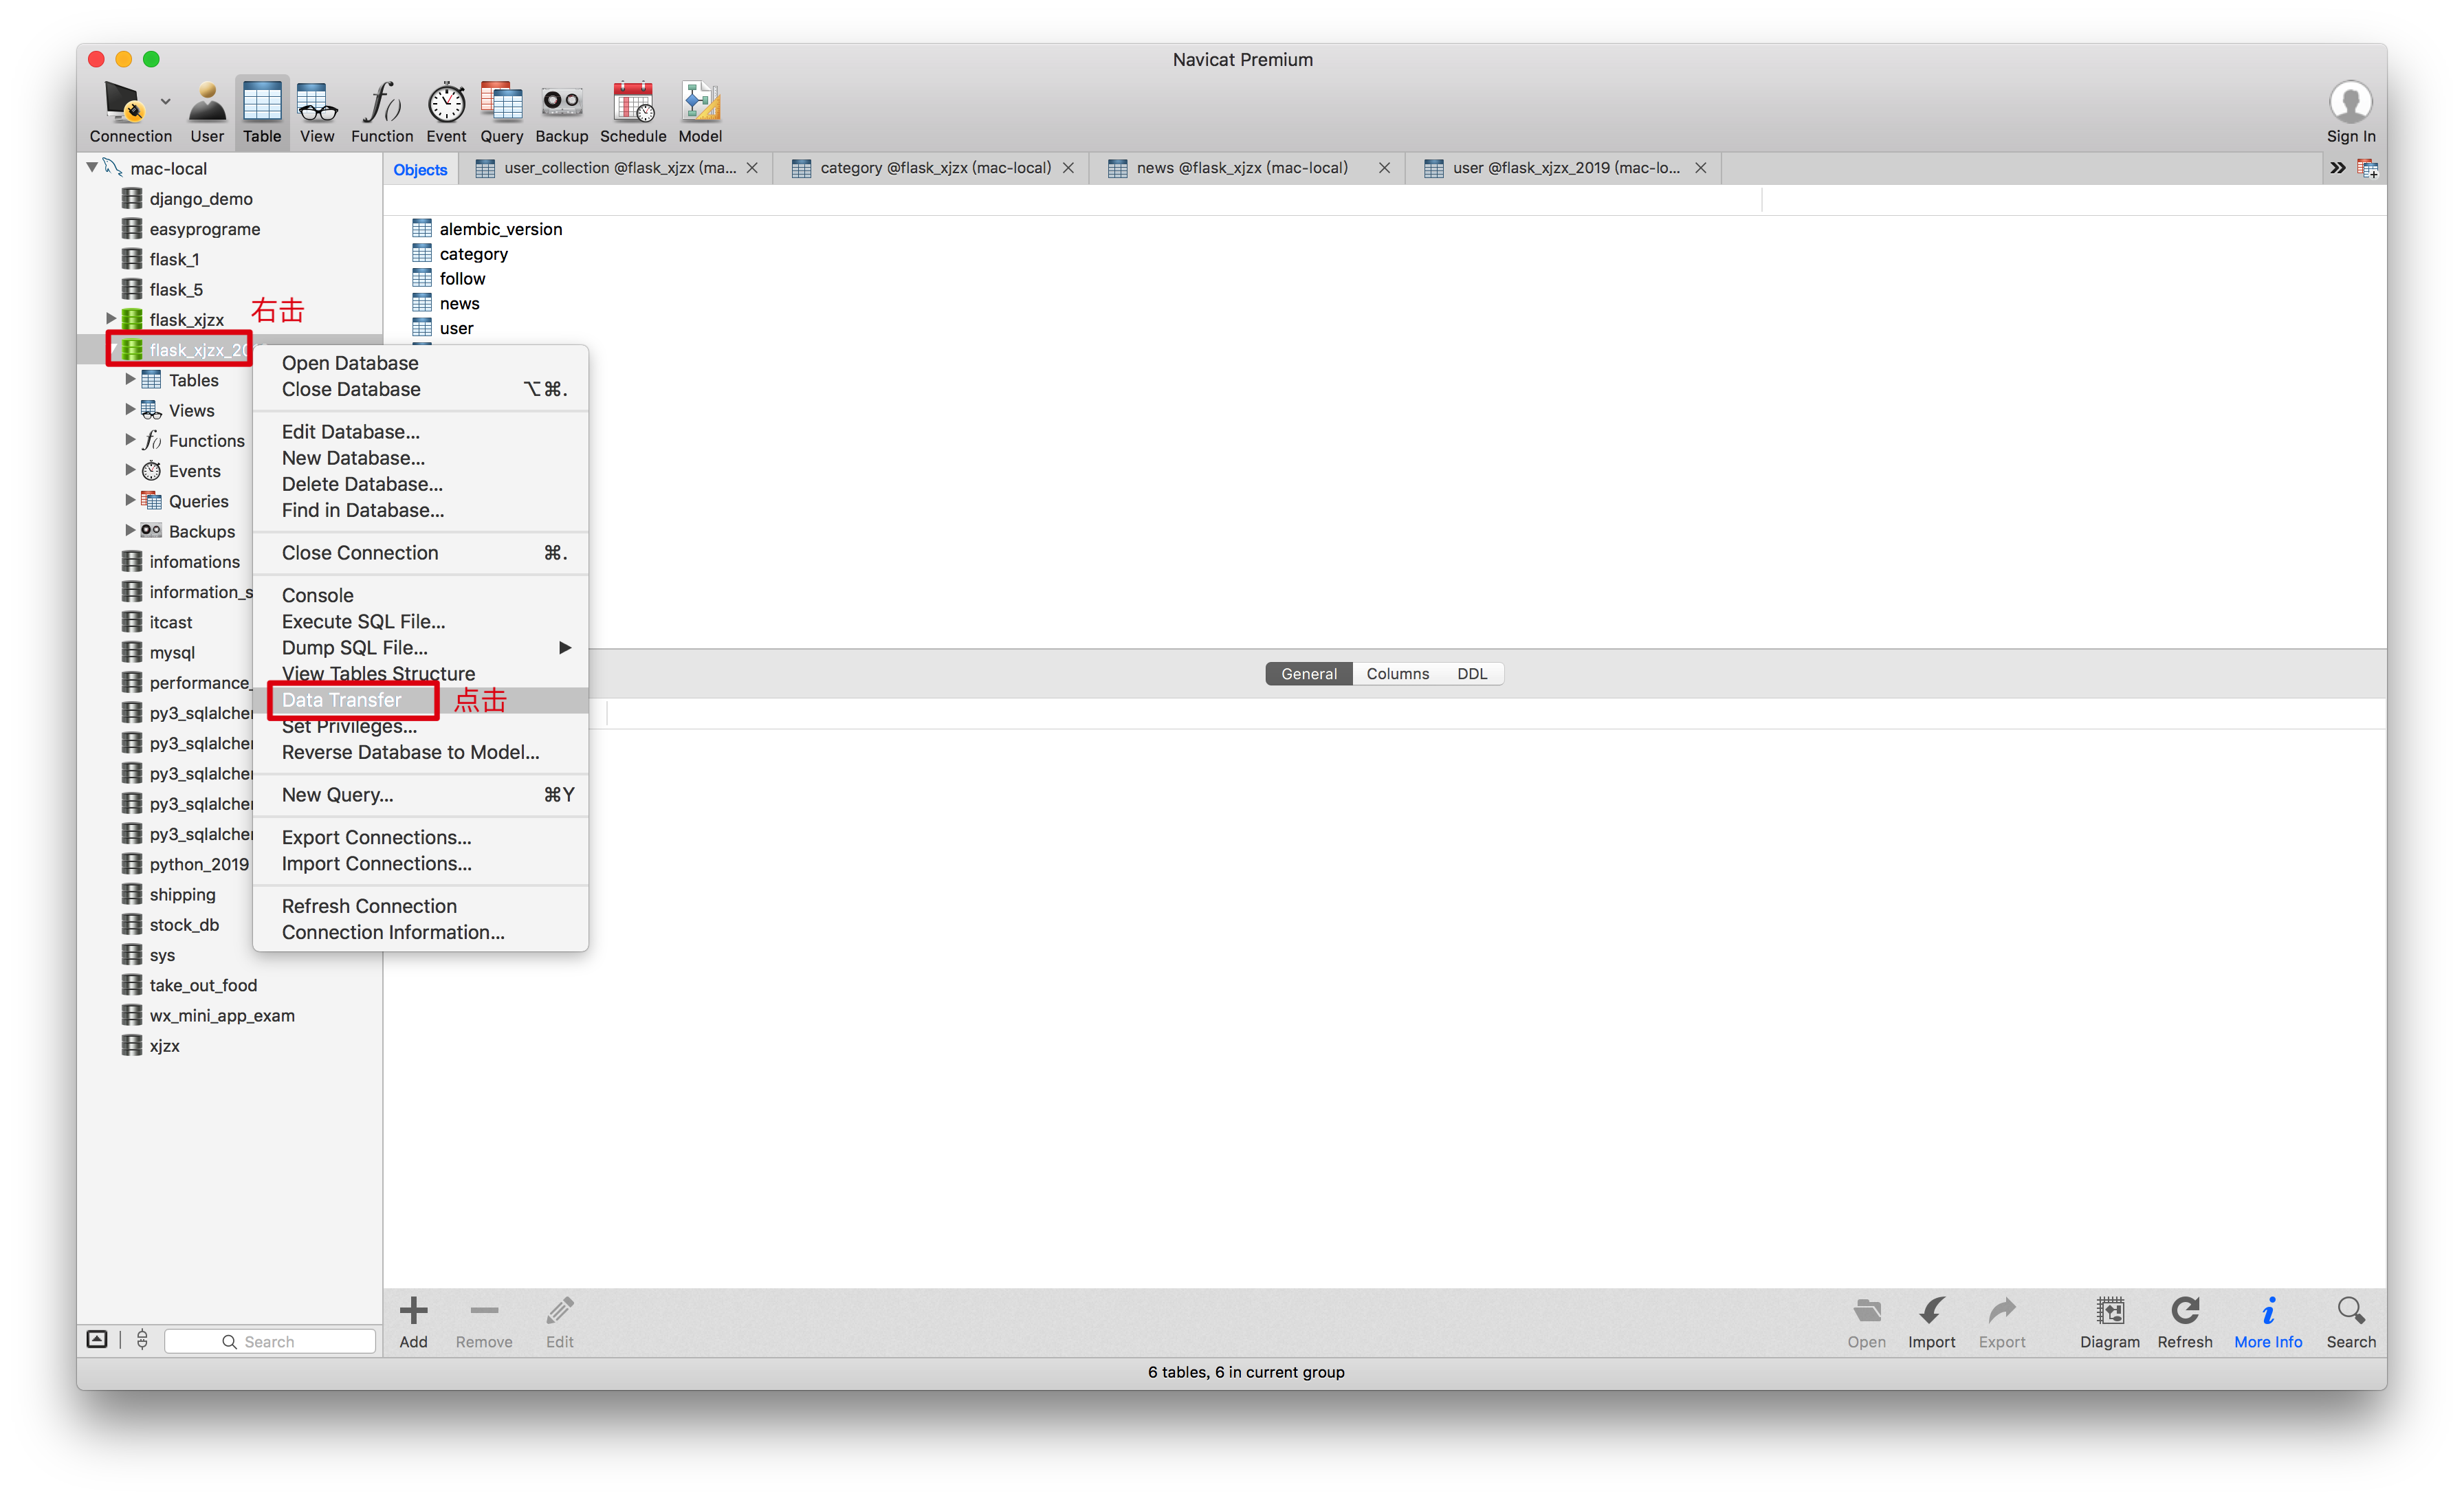 Navicat Premium
Connection
User
Table
View
Function
Event
Query
Backup
Schedule
Model
Sign In
mac-local
django_demo
easyprograme
flask_1
flask_5
flask_xjzx
右击
flask_xjzx_20
Tables
Views
Functions
Events
Queries
Backups
infomations
information_s
itcast
mysql
performance_
py3_sqlalche
py3_sqlalche
py3_sqlalche
py3_sqlalche
py3_sqlalche
python_2019
shipping
stock_db
sys
take_out_food
wx_mini_app_exam
xjzx
Search
Objects
user_collection @flask_xjzx (ma...
category @flask_xjzx (mac-local)
news @flask_xjzx (mac-local)
user @flask_xjzx_2019 (mac-lo...
alembic_version
category
follow
news
user
Open Database
Close Database ⌥⌘.
Edit Database...
New Database...
Delete Database...
Find in Database...
Close Connection ⌘.
Console
Execute SQL File...
Dump SQL File...
View Tables Structure
Data Transfer
点击
Set Privileges...
Reverse Database to Model...
New Query... ⌘Y
Export Connections...
Import Connections...
Refresh Connection
Connection Information...
General
Columns
DDL
Add
Remove
Edit
Open
Import
Export
Diagram
Refresh
More Info
Search
6 tables, 6 in current group